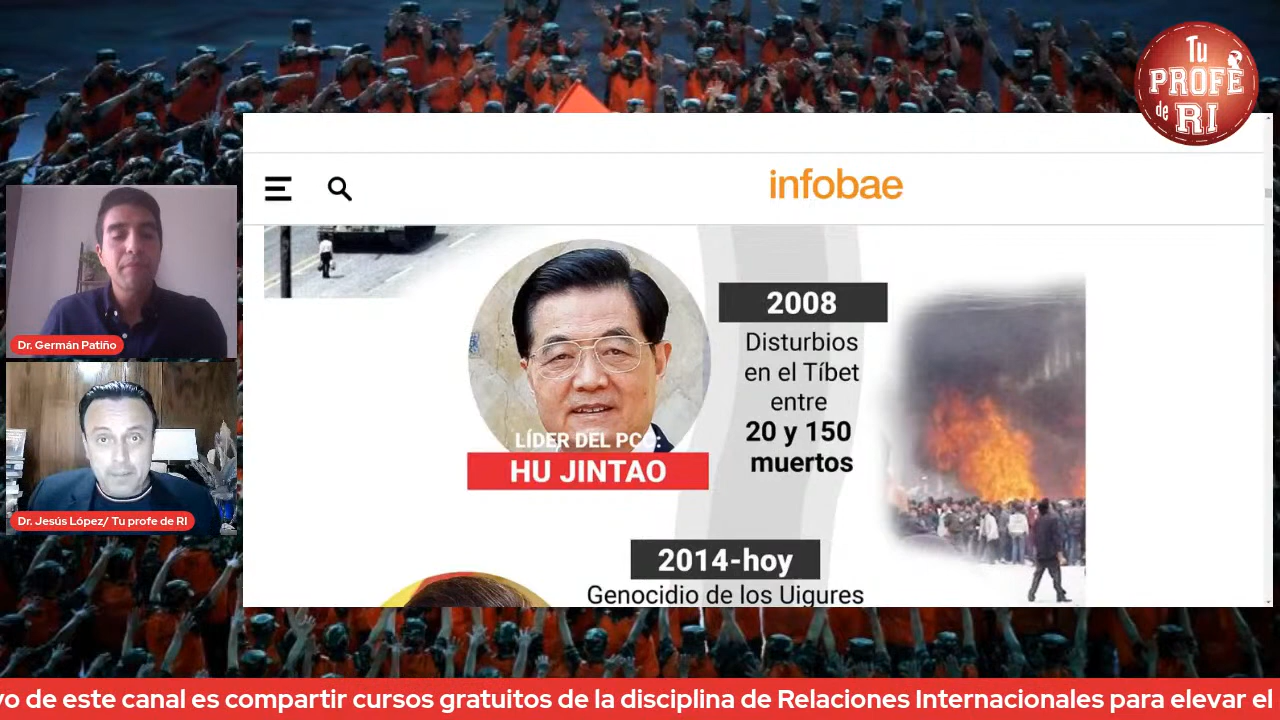 Tu
PROFE
de RI
infobae
LÍDER DEL PCC:
HU JINTAO
2008
Disturbios
en el Tíbet
entre
20 y 150
muertos
2014-hoy
Genocidio de los Uigures
Dr. Germán Patiño
Dr. Jesús López/ Tu profe de RI
vo de este canal es compartir cursos gratuitos de la disciplina de Relaciones Internacionales para elevar el